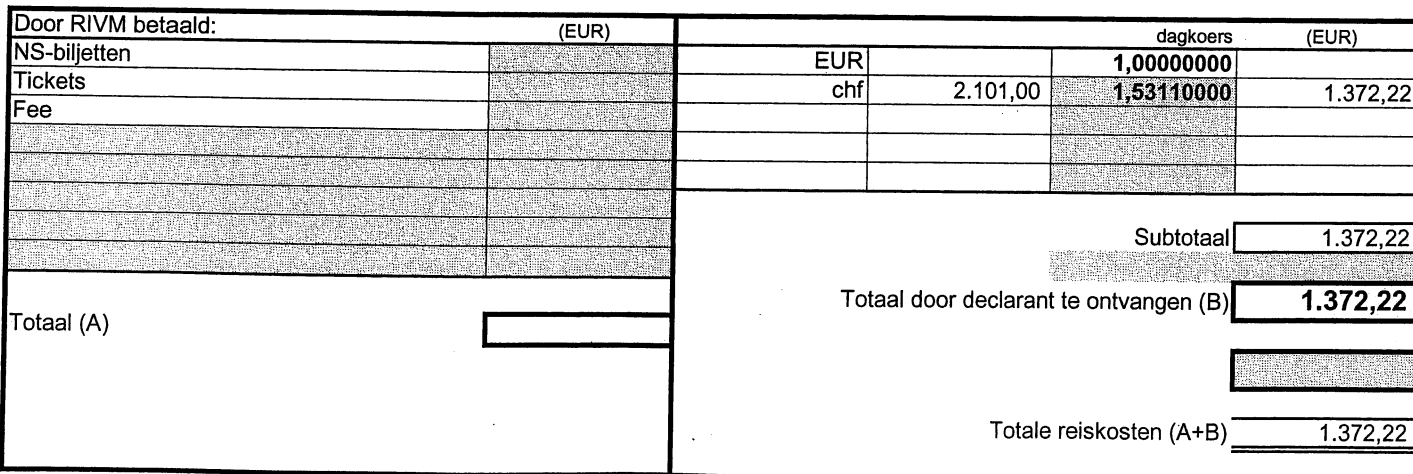 Door RIVM betaald: (EUR)
NS-biljetten
Tickets
Fee
Totaal (A)
dagkoers (EUR)
EUR 1,00000000
chf 2.101,00 1,53110000 1.372,22
Subtotaal 1.372,22
Totaal door declarant te ontvangen (B) 1.372,22
Totale reiskosten (A+B) 1.372,22